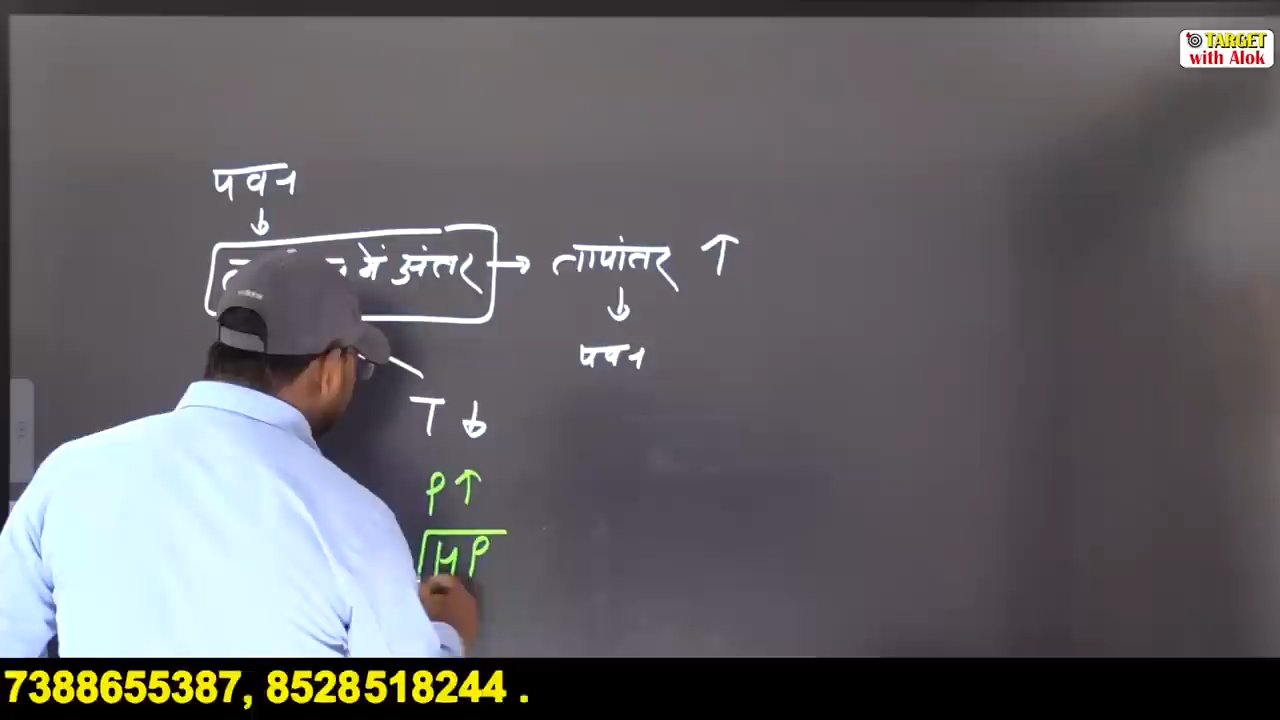 TARGET
with Alok
पवन
में अंतर → तापांतर ↑
पवन
T ↓
P ↑
HP
7388655387, 8528518244 .